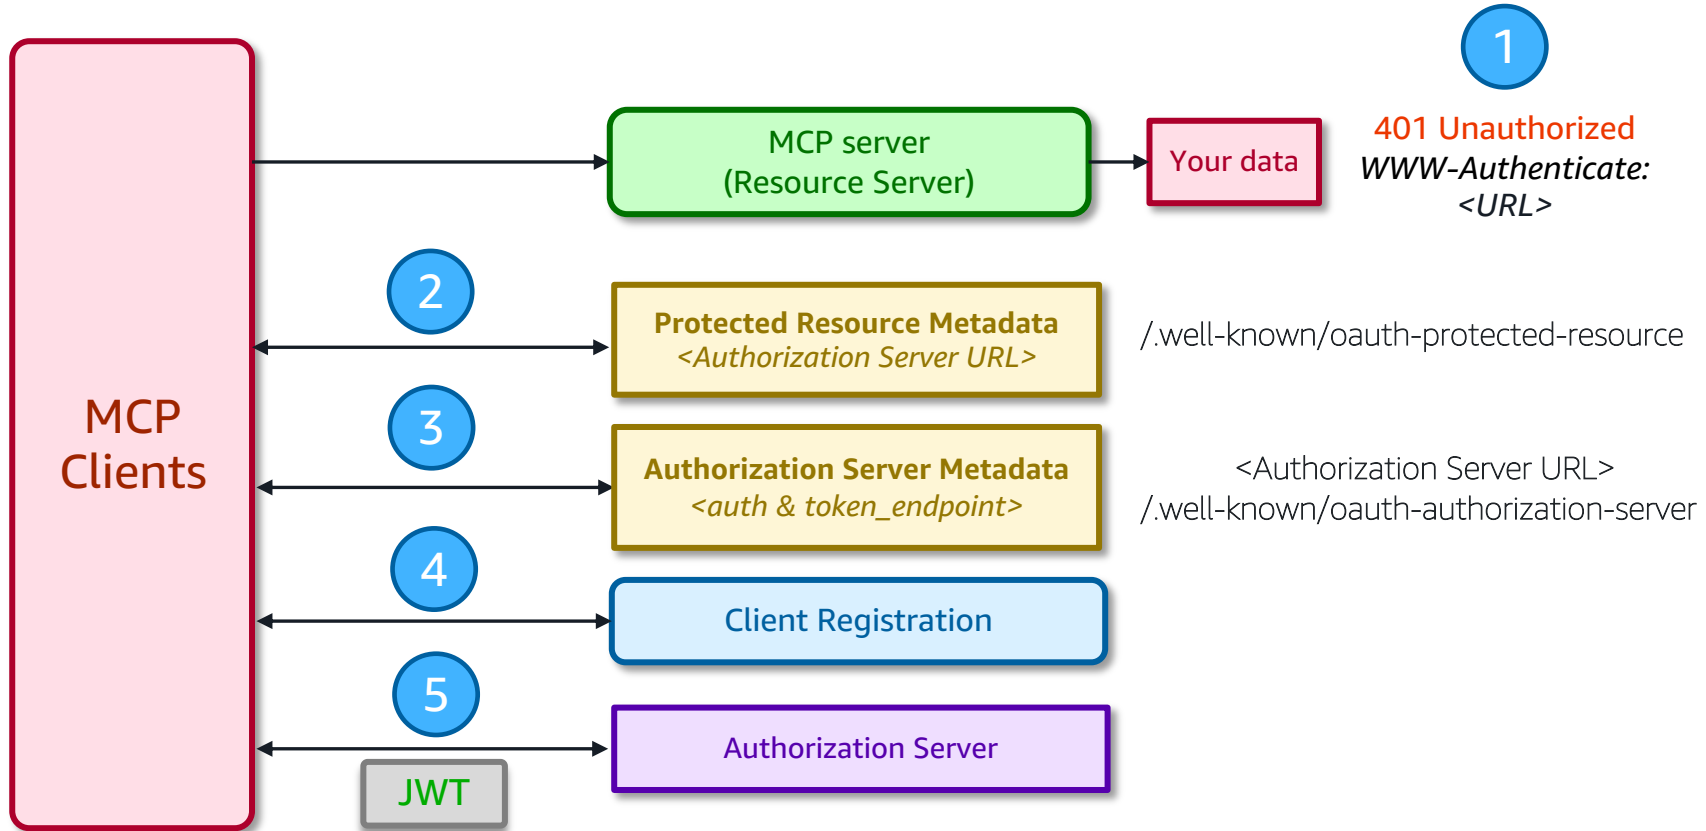 1
MCP server
(Resource Server)
Your data
401 Unauthorized
WWW-Authenticate:
<URL>
2
Protected Resource Metadata
<Authorization Server URL>
/.well-known/oauth-protected-resource
MCP
Clients
3
Authorization Server Metadata
<auth & token_endpoint>
<Authorization Server URL>
/.well-known/oauth-authorization-server
4
Client Registration
5
Authorization Server
JWT